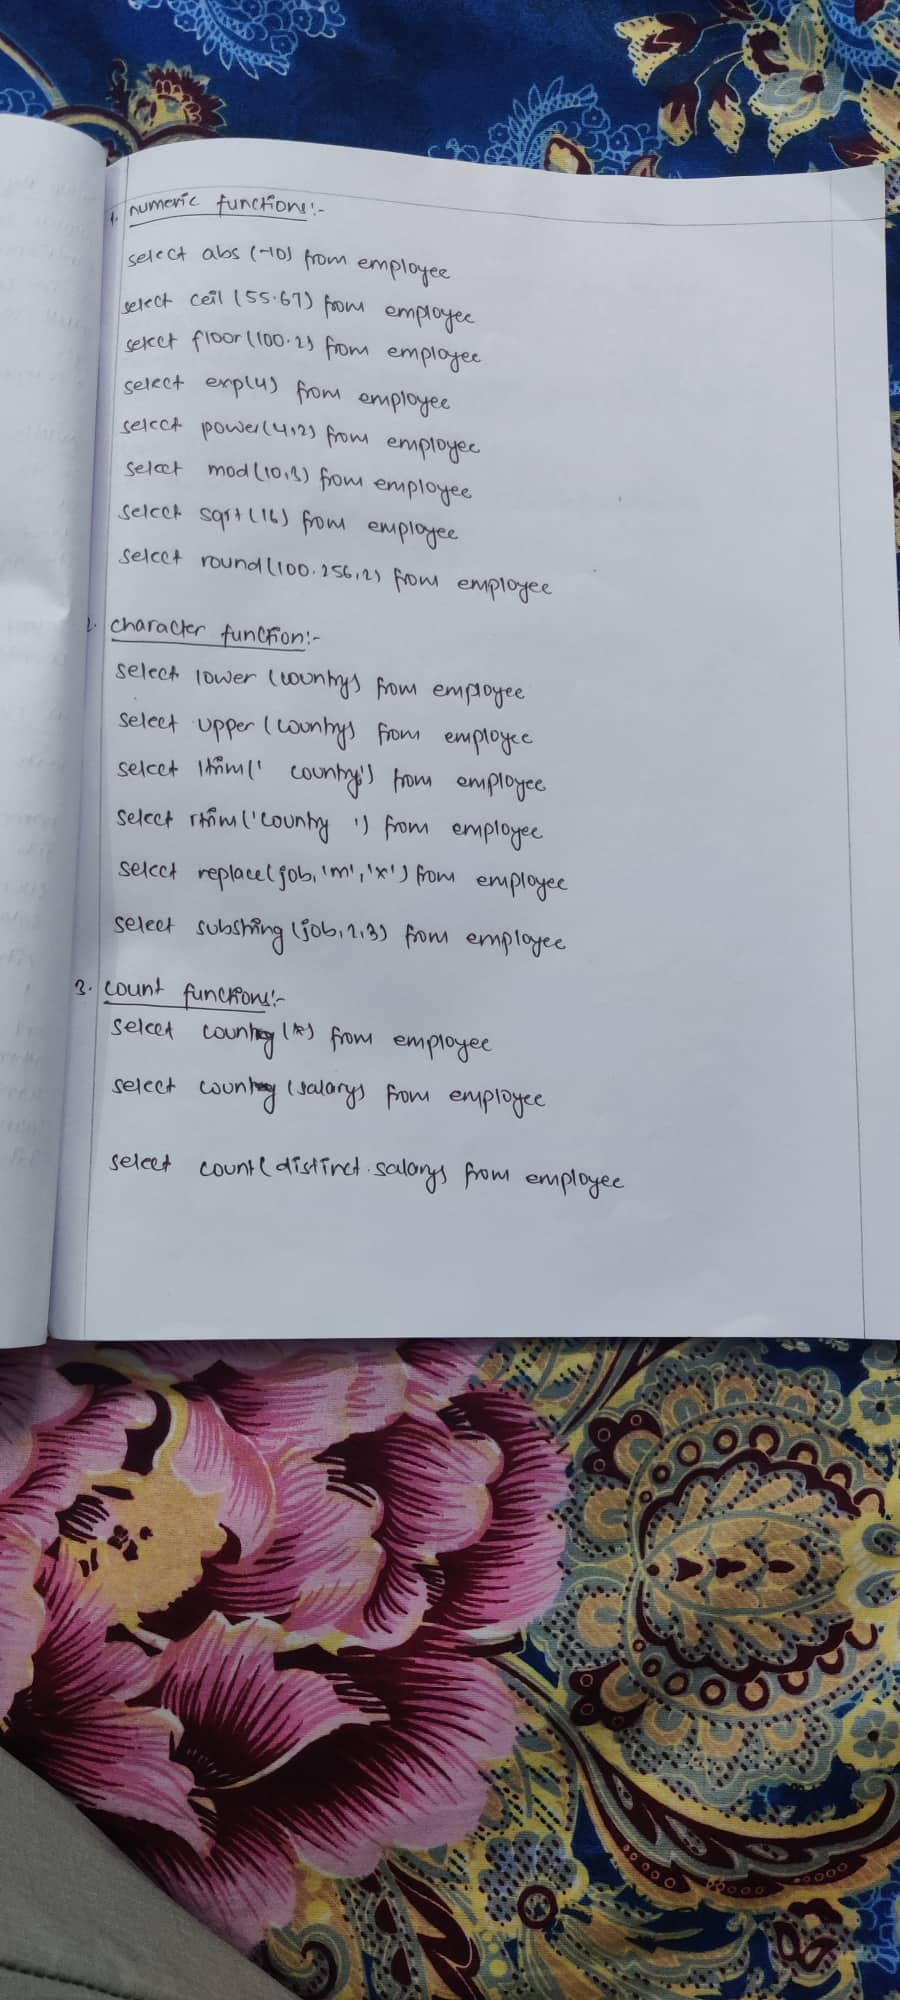 1. numeric functions:-
select abs (-10) from employee
select ceil (55.67) from employee
select floor (100.2) from employee
select exp(4) from employee
select power(4,2) from employee
select mod(10,3) from employee
select sqrt(16) from employee
select round(100.256,2) from employee
2. character function:-
select lower (country) from employee
select upper (country) from employee
select ltrim('   country') from employee
select rtrim('country   ') from employee
select replace(job,'m','x') from employee
select substring (job,2,3) from employee
3. count functions:-
select count (*) from employee
select count (salary) from employee
select count(distinct salary) from employee